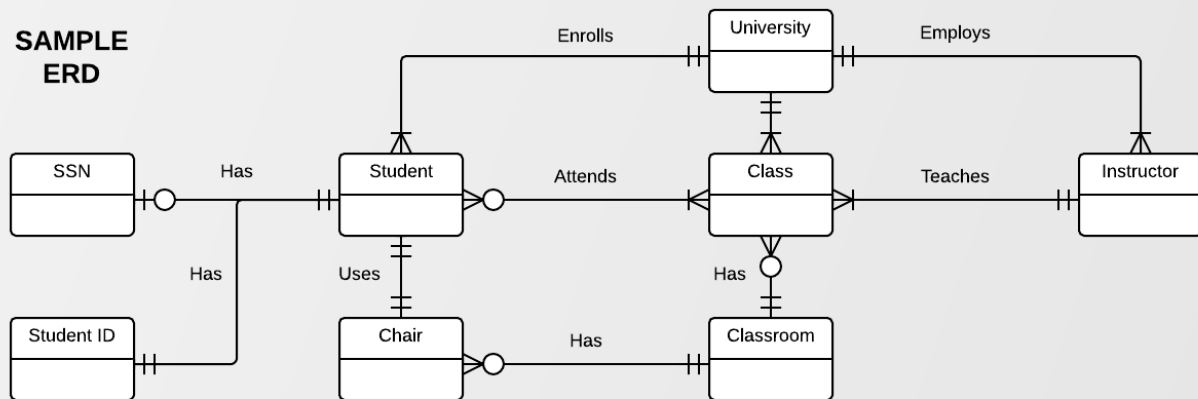 SAMPLE
ERD
Enrolls
University
Employs
SSN
Has
Student
Attends
Class
Teaches
Instructor
Has
Uses
Has
Student ID
Chair
Has
Classroom